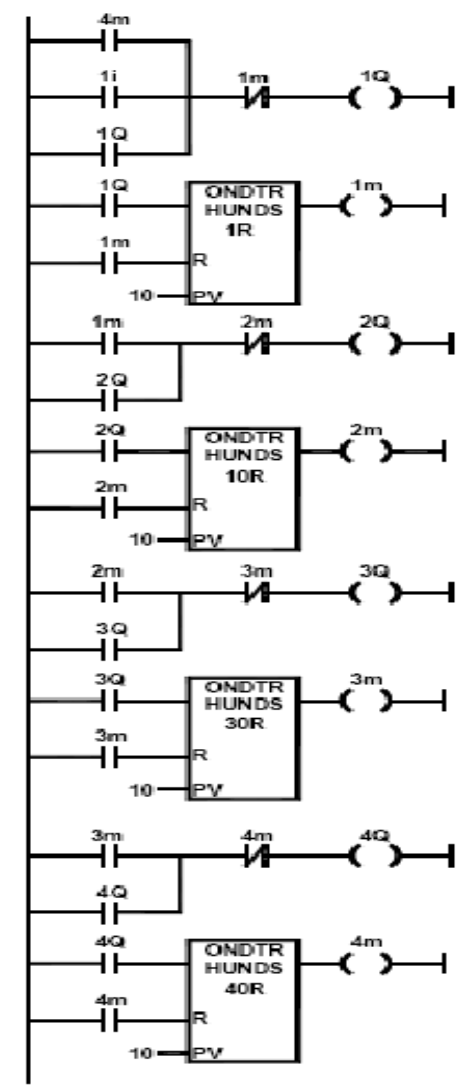 4m
1i 1m 1Q
1Q
1Q ONDTR 1m
HUNDS
1R
1m R
10 PV
1m 2m 2Q
2Q
2Q ONDTR 2m
HUNDS
10R
2m R
10 PV
2m 3m 3Q
3Q
3Q ONDTR 3m
HUNDS
30R
3m R
10 PV
3m 4m 4Q
4Q
4Q ONDTR 4m
HUNDS
40R
4m R
10 PV